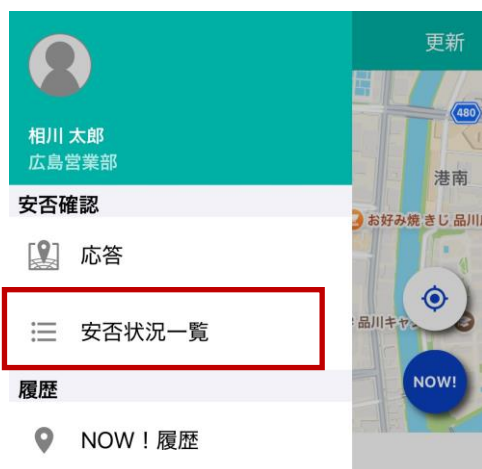 更新
相川 太郎
広島営業部
安否確認
応答
安否状況一覧
履歴
NOW！履歴
480
港南
お好み焼 きじ 品川
品川キャ
NOW!